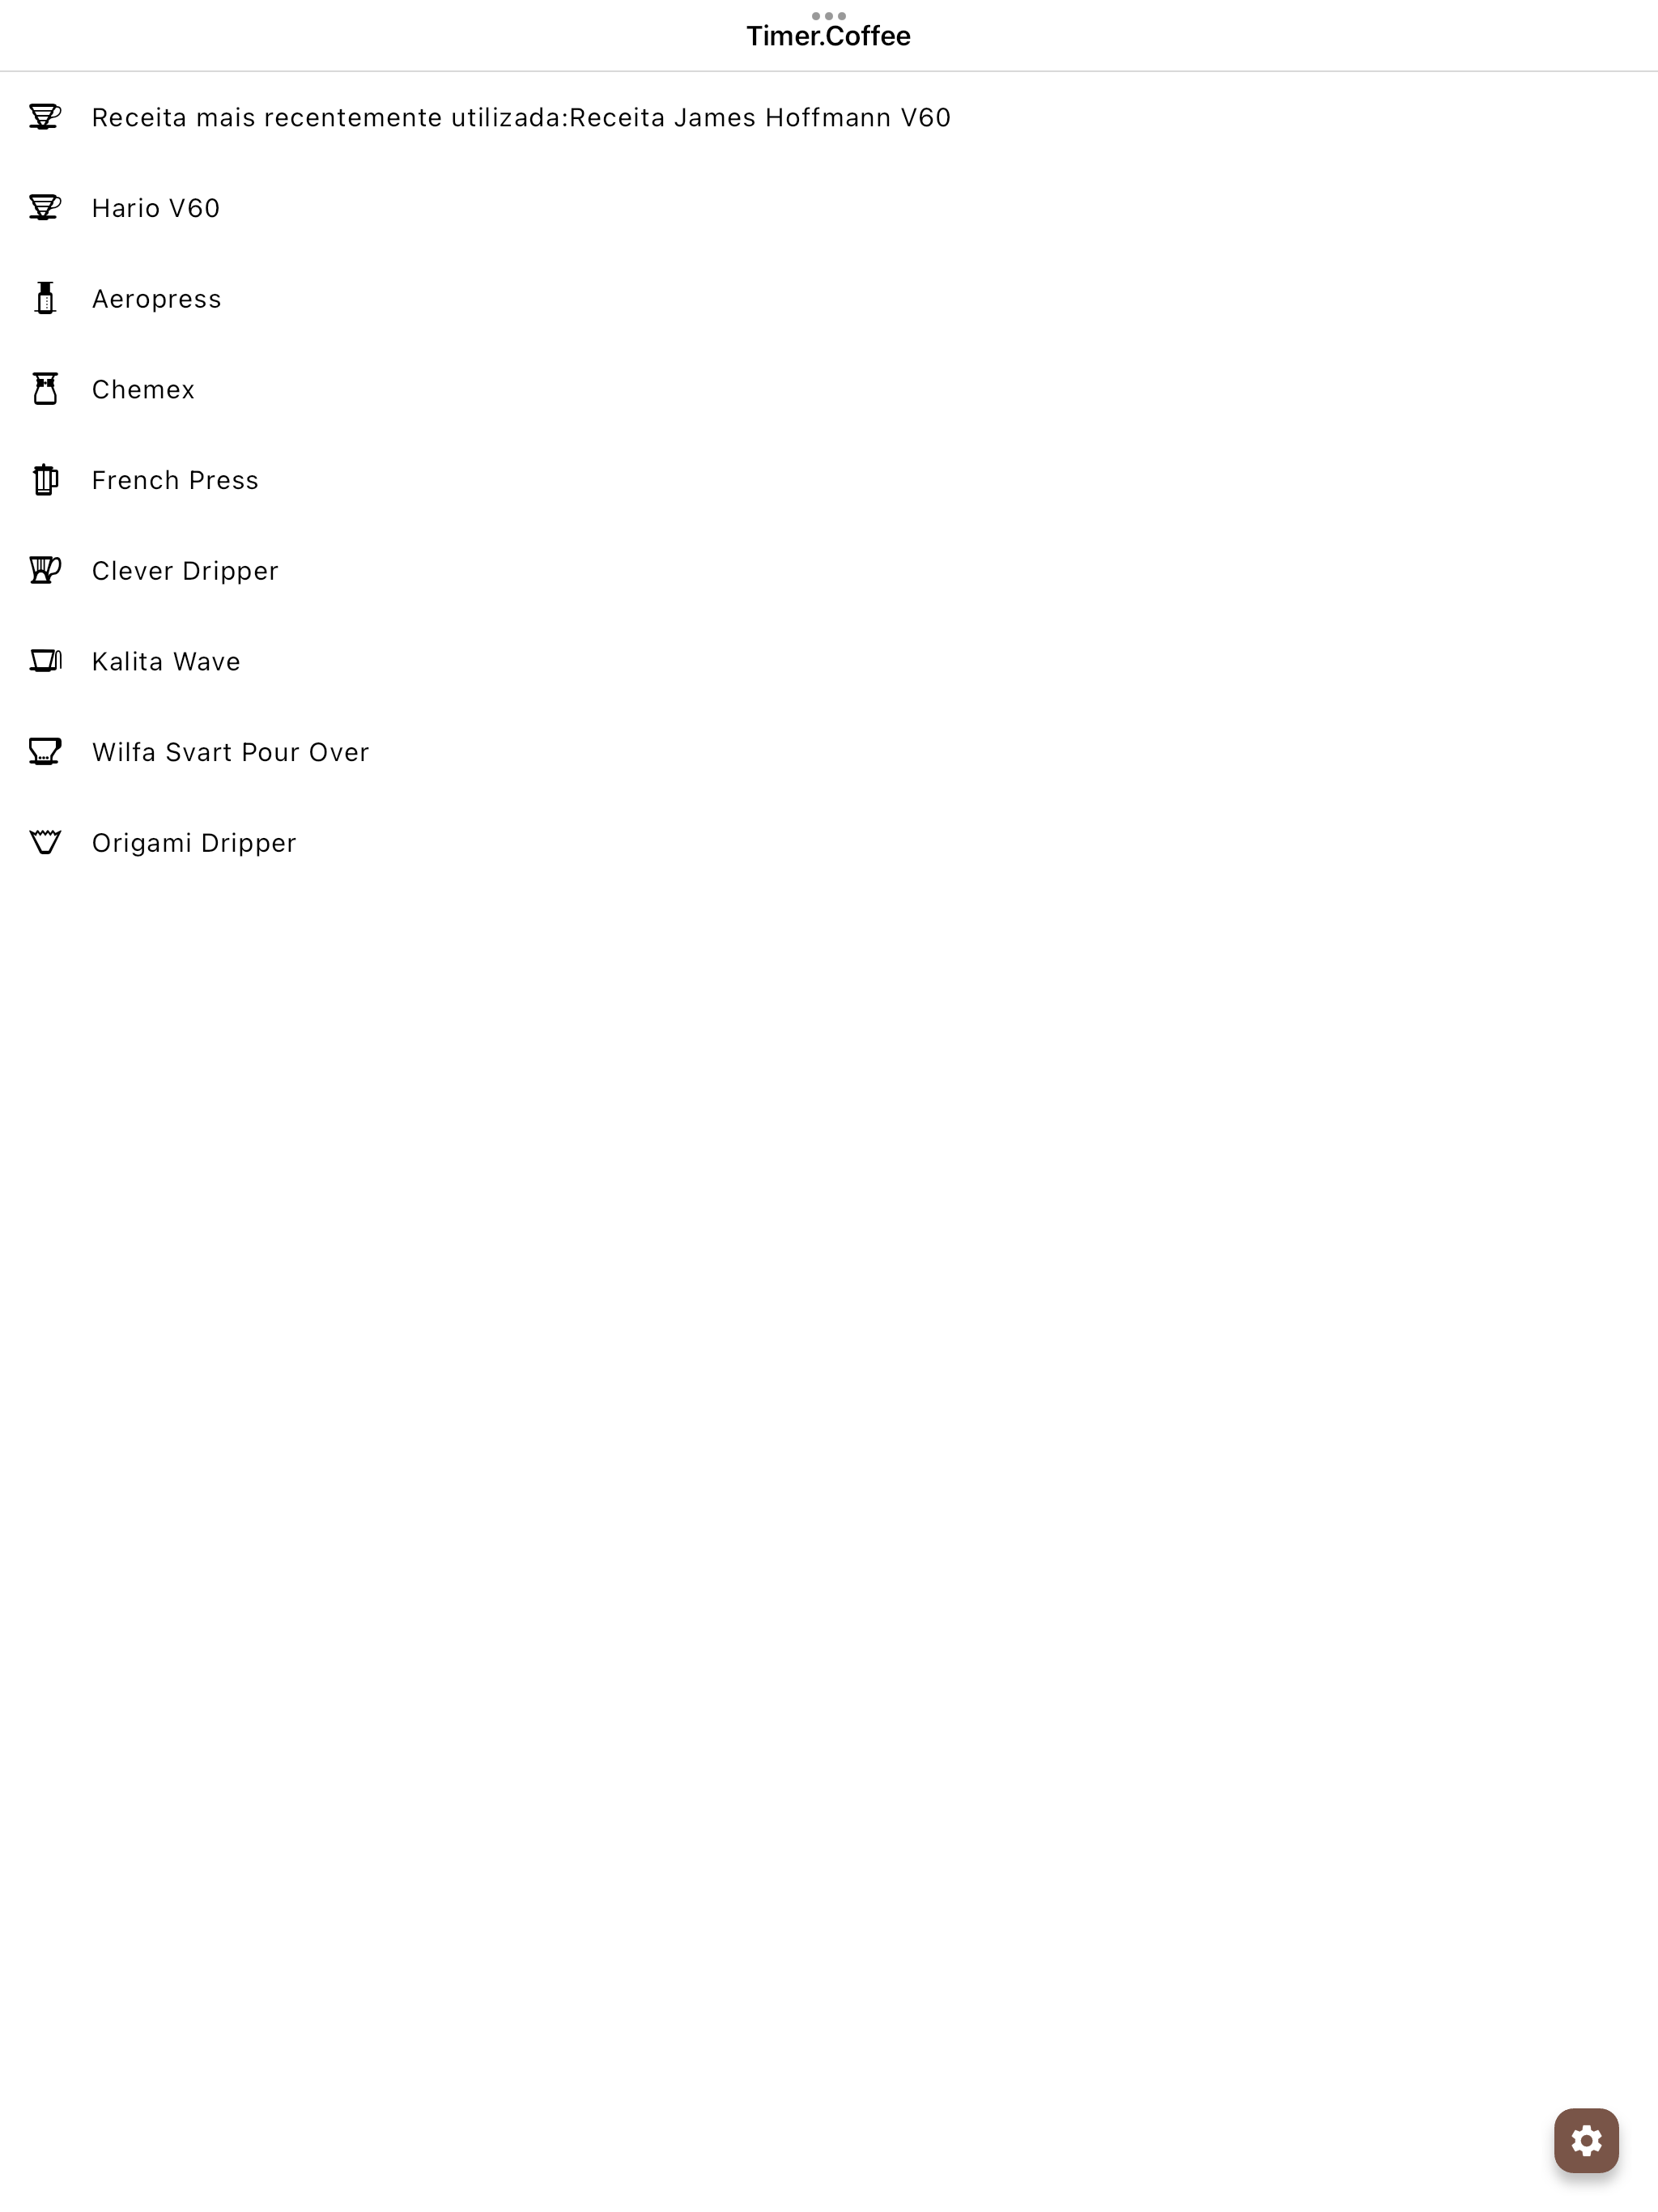 Timer.Coffee
Receita mais recentemente utilizada:Receita James Hoffmann V60
Hario V60
Aeropress
Chemex
French Press
Clever Dripper
Kalita Wave
Wilfa Svart Pour Over
Origami Dripper